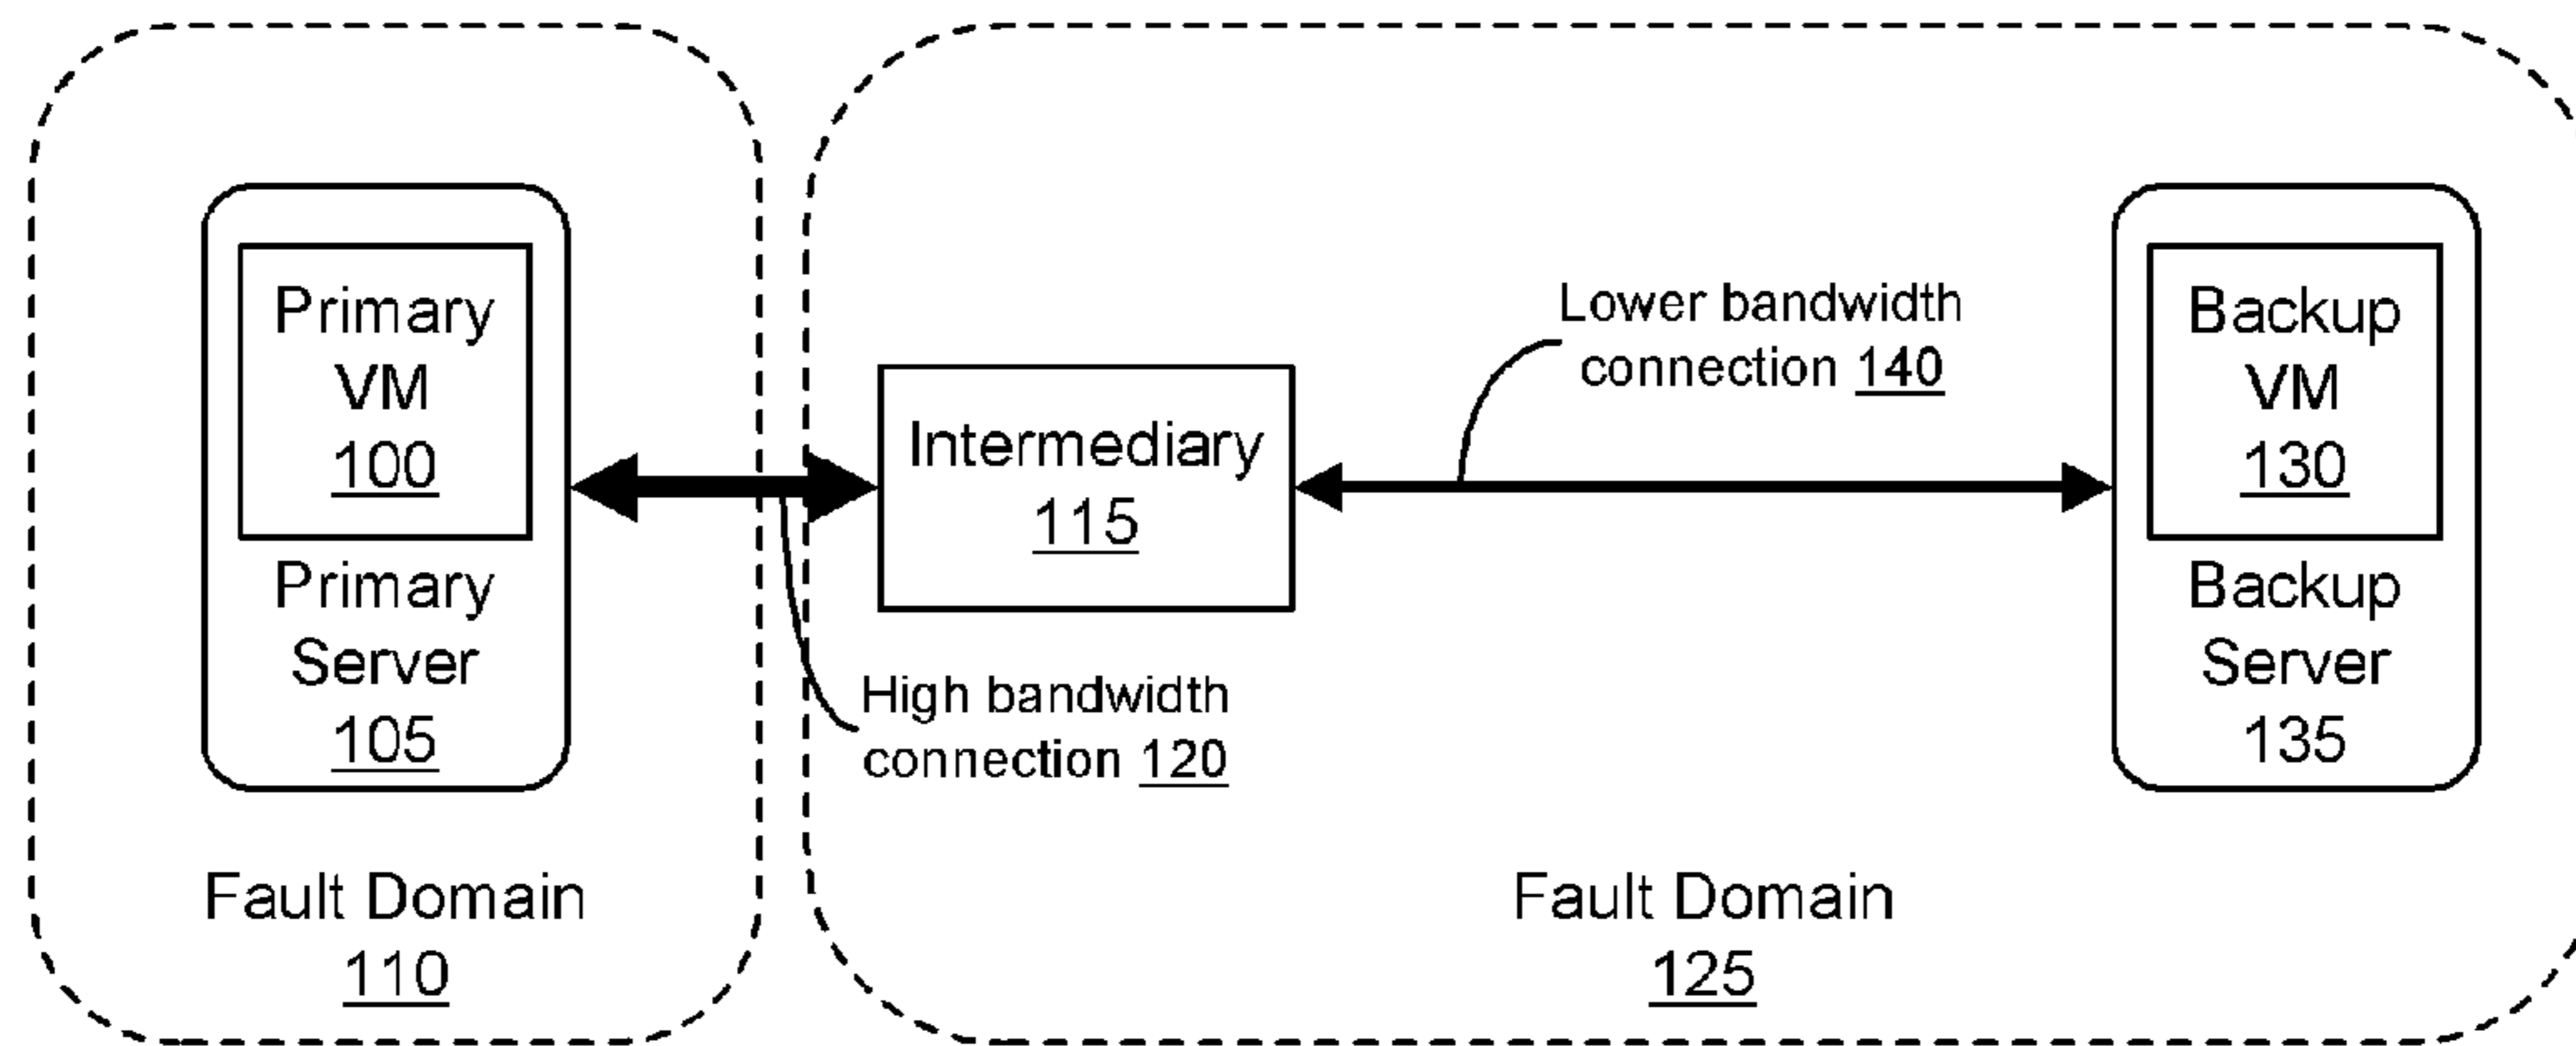 Primary
VM
100
Primary
Server
105
Fault Domain
110
Intermediary
115
High bandwidth
connection 120
Lower bandwidth
connection 140
Backup
VM
130
Backup
Server
135
Fault Domain
125